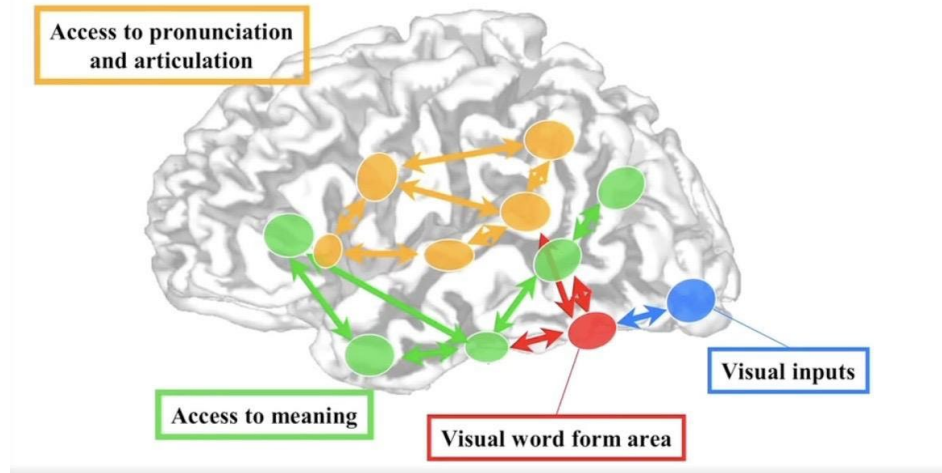 Access to pronunciation
and articulation
Visual inputs
Access to meaning
Visual word form area